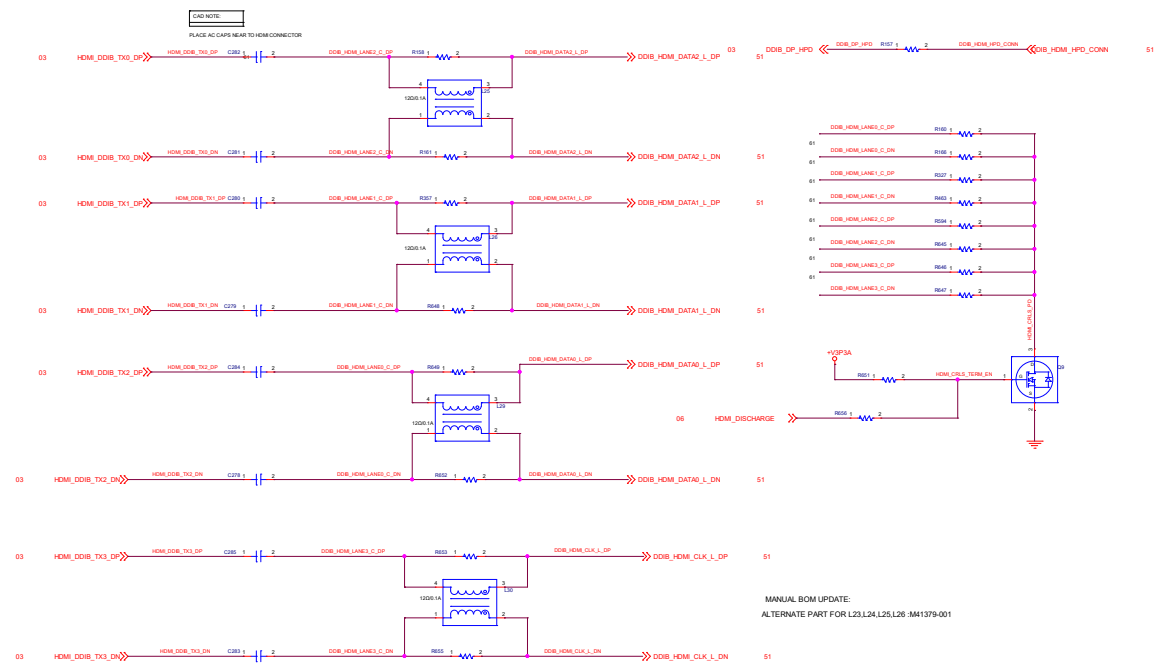 CAD NOTE:
PLACE AC CAPS NEAR TO HDMI CONNECTOR
03 HDMI_DDIB_TX0_DP HDMI_DDIB_TX0_DP C282 1 2 DDIB_HDMI_LANE2_C_DP R158 1 2 DDIB_HDMI_DATA2_L_DP DDIB_HDMI_DATA2_L_DP 51
4 3
L25
12Ω/0.1A
1 2
03 HDMI_DDIB_TX0_DN HDMI_DDIB_TX0_DN C281 1 2 DDIB_HDMI_LANE2_C_DN R161 1 2 DDIB_HDMI_DATA2_L_DN DDIB_HDMI_DATA2_L_DN 51
03 HDMI_DDIB_TX1_DP HDMI_DDIB_TX1_DP C280 1 2 DDIB_HDMI_LANE1_C_DP R357 1 2 DDIB_HDMI_DATA1_L_DP DDIB_HDMI_DATA1_L_DP 51
4 3
L26
12Ω/0.1A
1 2
03 HDMI_DDIB_TX1_DN HDMI_DDIB_TX1_DN C279 1 2 DDIB_HDMI_LANE1_C_DN R648 1 2 DDIB_HDMI_DATA1_L_DN DDIB_HDMI_DATA1_L_DN 51
03 HDMI_DDIB_TX2_DP HDMI_DDIB_TX2_DP C284 1 2 DDIB_HDMI_LANE0_C_DP R649 1 2 DDIB_HDMI_DATA0_L_DP DDIB_HDMI_DATA0_L_DP 51
4 3
L29
12Ω/0.1A
1 2
03 HDMI_DDIB_TX2_DN HDMI_DDIB_TX2_DN C278 1 2 DDIB_HDMI_LANE0_C_DN R652 1 2 DDIB_HDMI_DATA0_L_DN DDIB_HDMI_DATA0_L_DN 51
03 HDMI_DDIB_TX3_DP HDMI_DDIB_TX3_DP C285 1 2 DDIB_HDMI_LANE3_C_DP R653 1 2 DDIB_HDMI_CLK_L_DP DDIB_HDMI_CLK_L_DP 51
4 3
L30
12Ω/0.1A
1 2
03 HDMI_DDIB_TX3_DN HDMI_DDIB_TX3_DN C283 1 2 DDIB_HDMI_LANE3_C_DN R655 1 2 DDIB_HDMI_CLK_L_DN DDIB_HDMI_CLK_L_DN 51
03 DDIB_DP_HPD DDIB_DP_HPD R157 1 2 DDIB_HDMI_HPD_CONN DDIB_HDMI_HPD_CONN 51
DDIB_HDMI_LANE0_C_DP R160 1 2
61
DDIB_HDMI_LANE0_C_DN R166 1 2
61
DDIB_HDMI_LANE1_C_DP R327 1 2
61
DDIB_HDMI_LANE1_C_DN R463 1 2
61
DDIB_HDMI_LANE2_C_DP R594 1 2
61
DDIB_HDMI_LANE2_C_DN R645 1 2
61
DDIB_HDMI_LANE3_C_DP R646 1 2
61
DDIB_HDMI_LANE3_C_DN R647 1 2
HDMI_CRLS_PD
+V3P3A
R651 1 2 HDMI_CRLS_TERM_EN 1 3 2 Q9
06 HDMI_DISCHARGE R656 1 2
MANUAL BOM UPDATE:
ALTERNATE PART FOR L23,L24,L25,L26 :M41379-001